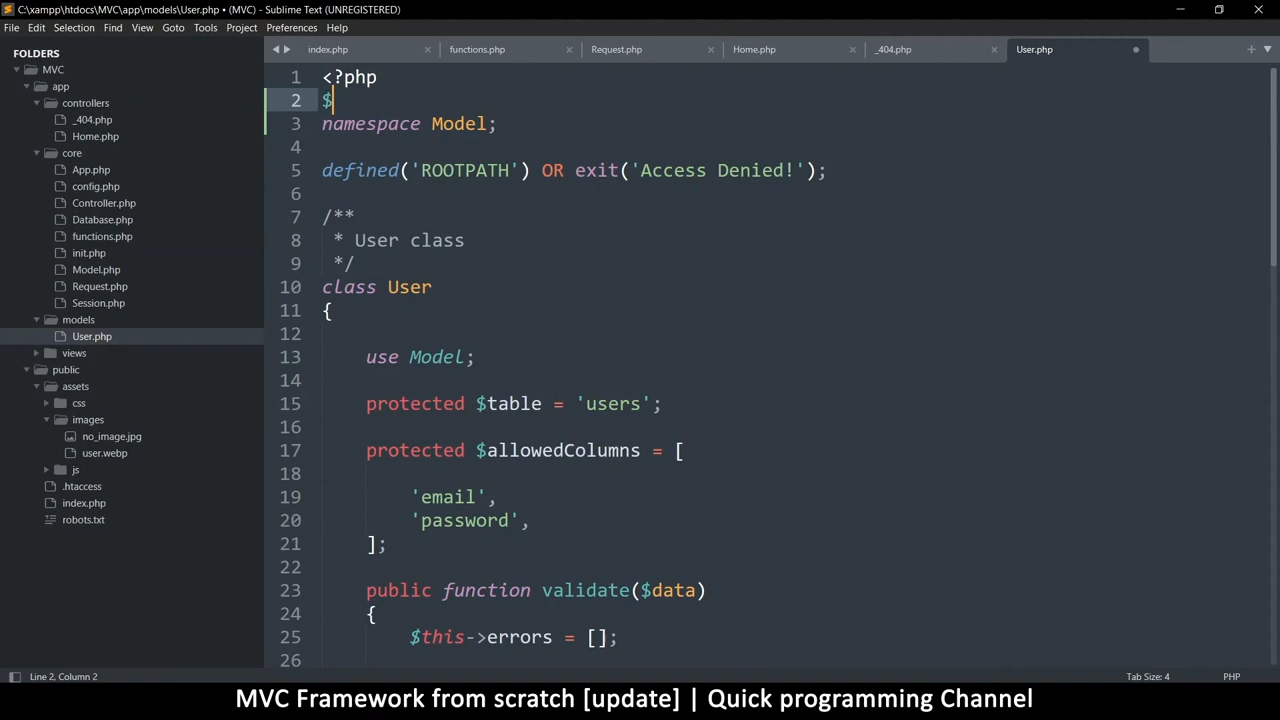 C:\xampp\htdocs\MVC\app\models\User.php • (MVC) - Sublime Text (UNREGISTERED)
File Edit Selection Find View Goto Tools Project Preferences Help
FOLDERS
MVC
app
controllers
_404.php
Home.php
core
App.php
config.php
Controller.php
Database.php
functions.php
init.php
Model.php
Request.php
Session.php
models
User.php
views
public
assets
css
images
no_image.jpg
user.webp
js
.htaccess
index.php
robots.txt
index.php functions.php Request.php Home.php _404.php User.php
1 <?php
2 $
3 namespace Model;
4
5 defined('ROOTPATH') OR exit('Access Denied!');
6
7 /**
8 * User class
9 */
10 class User
11 {
12
13 use Model;
14
15 protected $table = 'users';
16
17 protected $allowedColumns = [
18
19 'email',
20 'password',
21 ];
22
23 public function validate($data)
24 {
25 $this->errors = [];
26
Line 2, Column 2 Tab Size: 4 PHP
MVC Framework from scratch [update] | Quick programming Channel